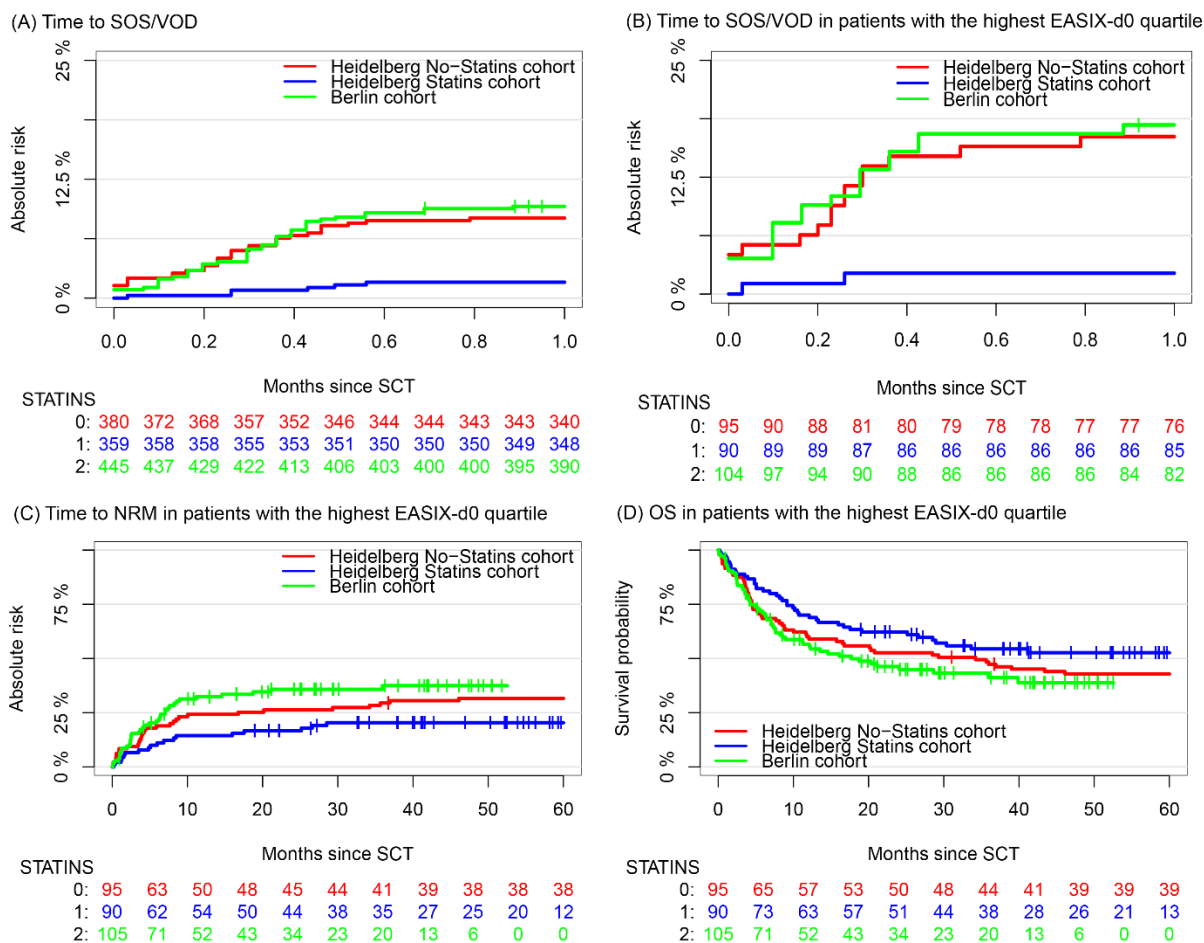 (A) Time to SOS/VOD
Absolute risk
25 %
12.5 %
0 %
Heidelberg No−Statins cohort
Heidelberg Statins cohort
Berlin cohort
0.0 0.2 0.4 0.6 0.8 1.0
Months since SCT
STATINS
0: 380 372 368 357 352 346 344 344 343 343 340
1: 359 358 358 355 353 351 350 350 350 349 348
2: 445 437 429 422 413 406 403 400 400 395 390
(B) Time to SOS/VOD in patients with the highest EASIX-d0 quartile
Absolute risk
25 %
12.5 %
0 %
Heidelberg No−Statins cohort
Heidelberg Statins cohort
Berlin cohort
0.0 0.2 0.4 0.6 0.8 1.0
Months since SCT
STATINS
0: 95 90 88 81 80 79 78 78 77 77 76
1: 90 89 89 87 86 86 86 86 86 86 85
2: 104 97 94 90 88 86 86 86 86 84 82
(C) Time to NRM in patients with the highest EASIX-d0 quartile
Absolute risk
75 %
25 %
0 %
Heidelberg No−Statins cohort
Heidelberg Statins cohort
Berlin cohort
0 10 20 30 40 50 60
Months since SCT
STATINS
0: 95 63 50 48 45 44 41 39 38 38 38
1: 90 62 54 50 44 38 35 27 25 20 12
2: 105 71 52 43 34 23 20 13 6 0 0
(D) OS in patients with the highest EASIX-d0 quartile
Survival probability
75 %
25 %
0 %
Heidelberg No−Statins cohort
Heidelberg Statins cohort
Berlin cohort
0 10 20 30 40 50 60
Months since SCT
STATINS
0: 95 65 57 53 50 48 44 41 39 39 39
1: 90 73 63 57 51 44 38 28 26 21 13
2: 105 71 52 43 34 23 20 13 6 0 0